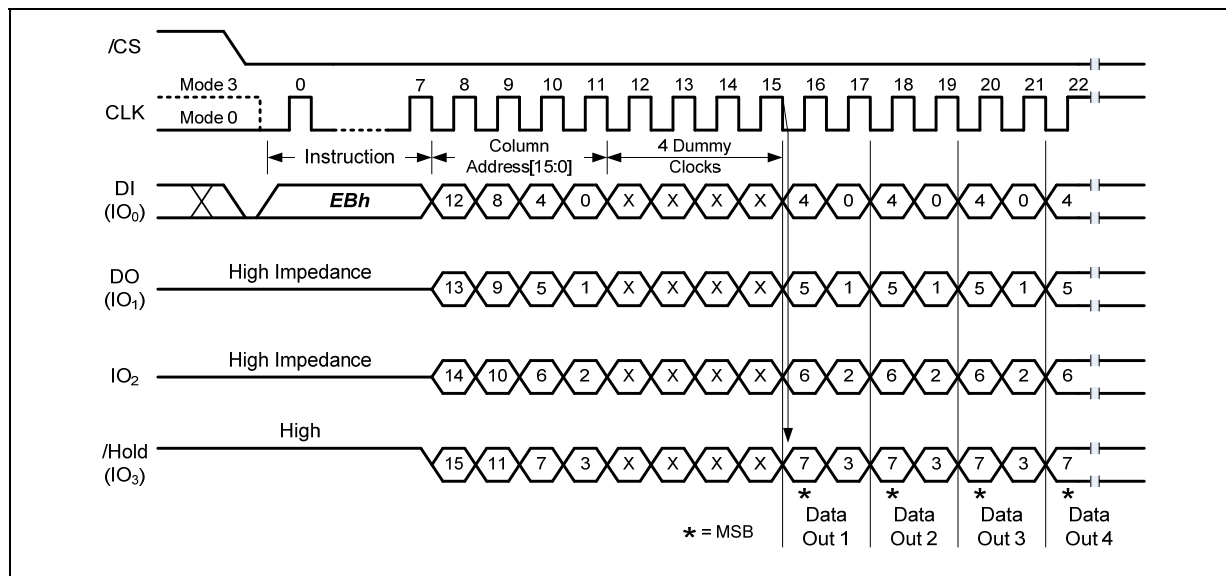 /CS
Mode 3 0 7 8 9 10 11 12 13 14 15 16 17 18 19 20 21 22
CLK
Mode 0
Instruction Column Address[15:0] 4 Dummy Clocks
DI (IO0) EBh 12 8 4 0 X X X X 4 0 4 0 4 0 4
DO (IO1) High Impedance 13 9 5 1 X X X X 5 1 5 1 5 1 5
IO2 High Impedance 14 10 6 2 X X X X 6 2 6 2 6 2 6
/Hold (IO3) High 15 11 7 3 X X X X 7 3 7 3 7 3 7
* * * *
* = MSB
Data Out 1 Data Out 2 Data Out 3 Data Out 4